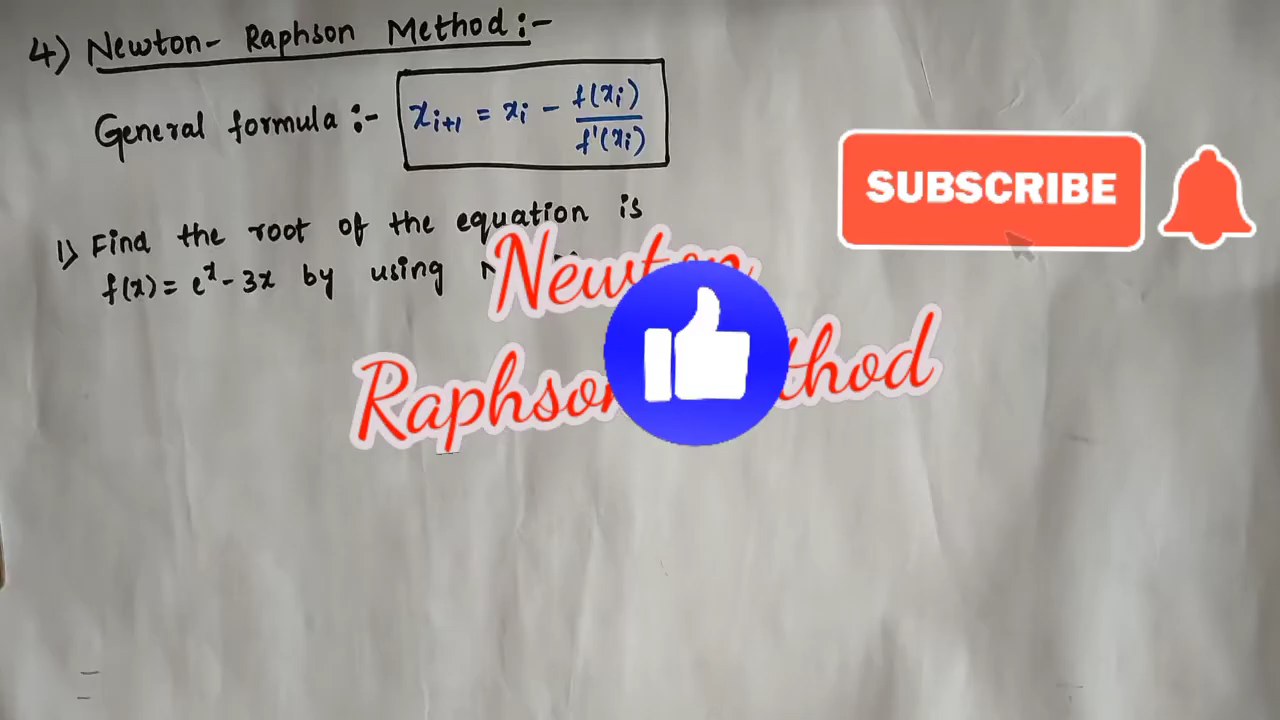 4) Newton- Raphson Method :-
General formula :- x_{i+1} = x_i - f(x_i) / f'(x_i)
1) Find the root of the equation is
f(x) = e^x - 3x by using
SUBSCRIBE
Newton
Raphson